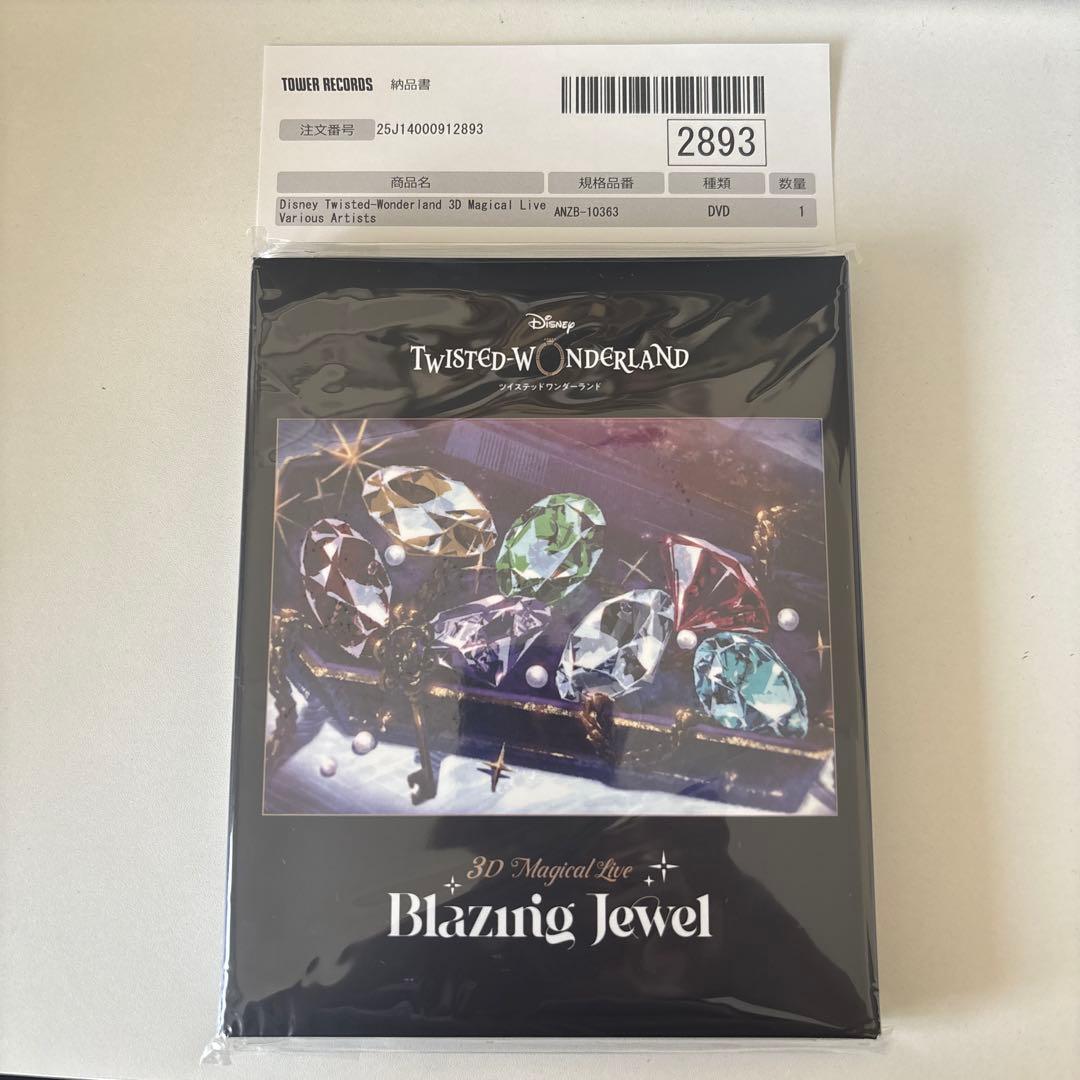 TOWER RECORDS 納品書
注文番号 25J14000912893
2893
商品名 規格品番 種類 数量
Disney Twisted-Wonderland 3D Magical Live
Various Artists
ANZB-10363 DVD 1
Disney
TWISTED-WONDERLAND
ツイステッドワンダーランド
3D Magical Live
Blazing Jewel